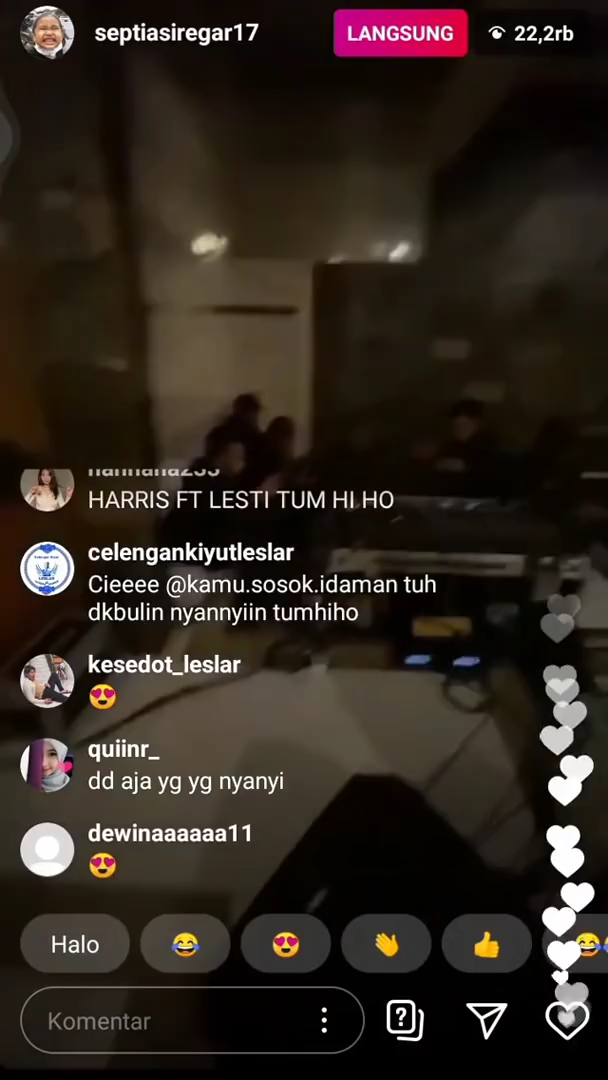 septiasiregar17
LANGSUNG
22,2rb
HARRIS FT LESTI TUM HI HO
celengankiyutleslar
Cieeee @kamu.sosok.idaman tuh
dkbulin nyannyiin tumhiho
kesedot_leslar
😍
quiinr_
dd aja yg yg nyanyi
dewinaaaaaa11
😍
Halo 😂 😍 👏 👍 😂
Komentar